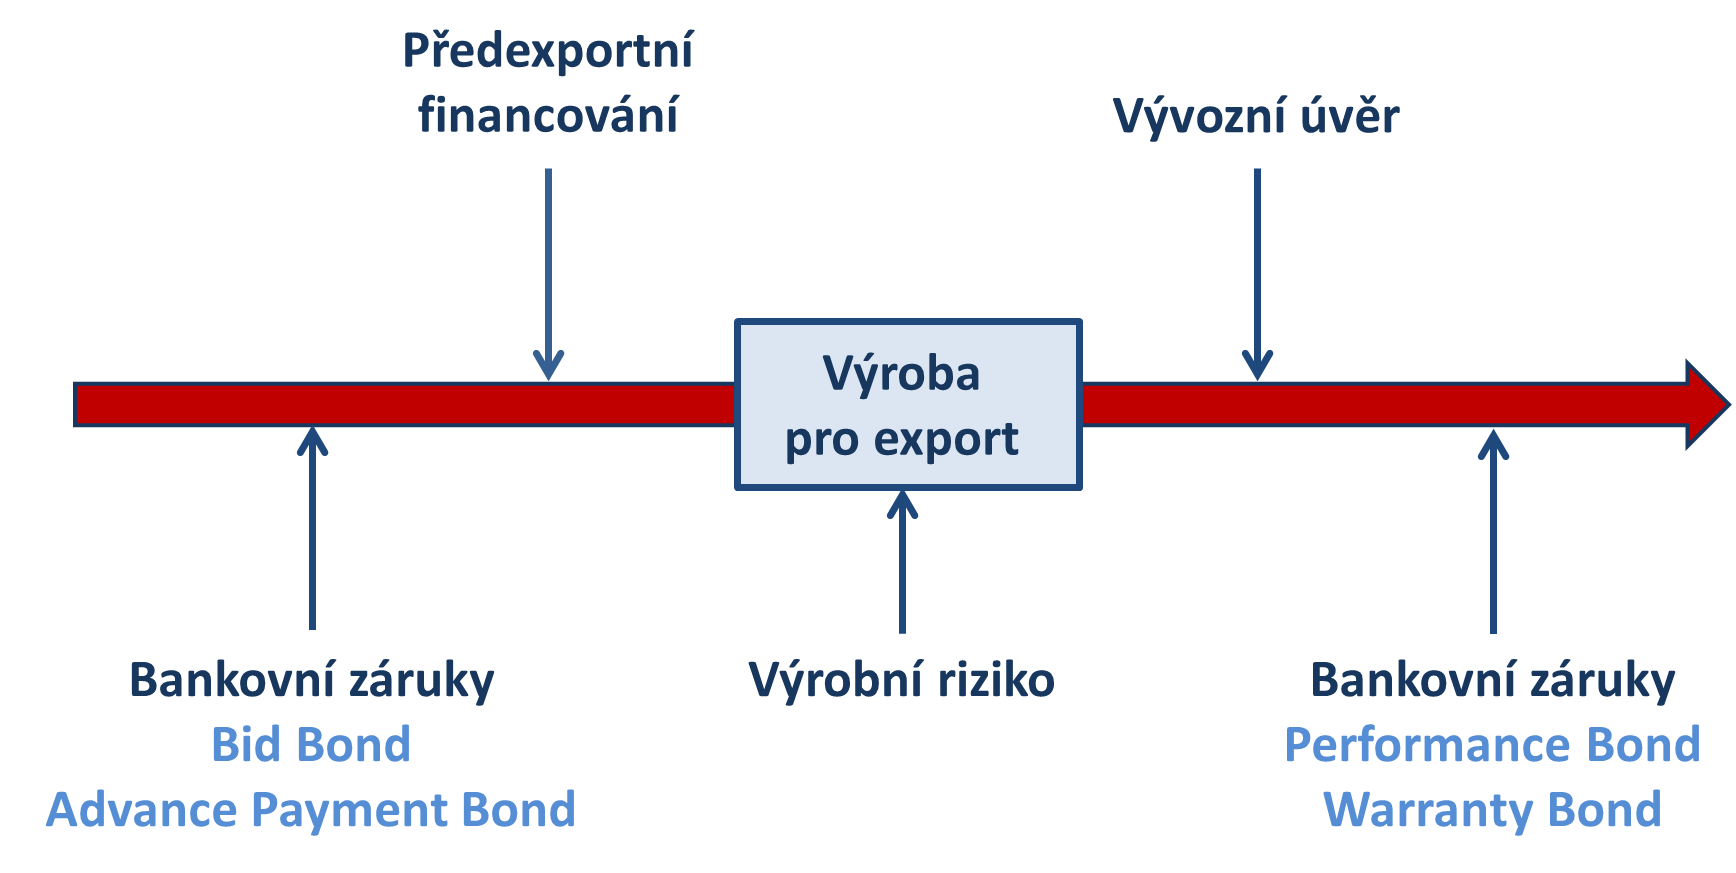 Předexportní
financování
Vývozní úvěr
Výroba
pro export
Bankovní záruky
Bid Bond
Advance Payment Bond
Výrobní riziko
Bankovní záruky
Performance Bond
Warranty Bond